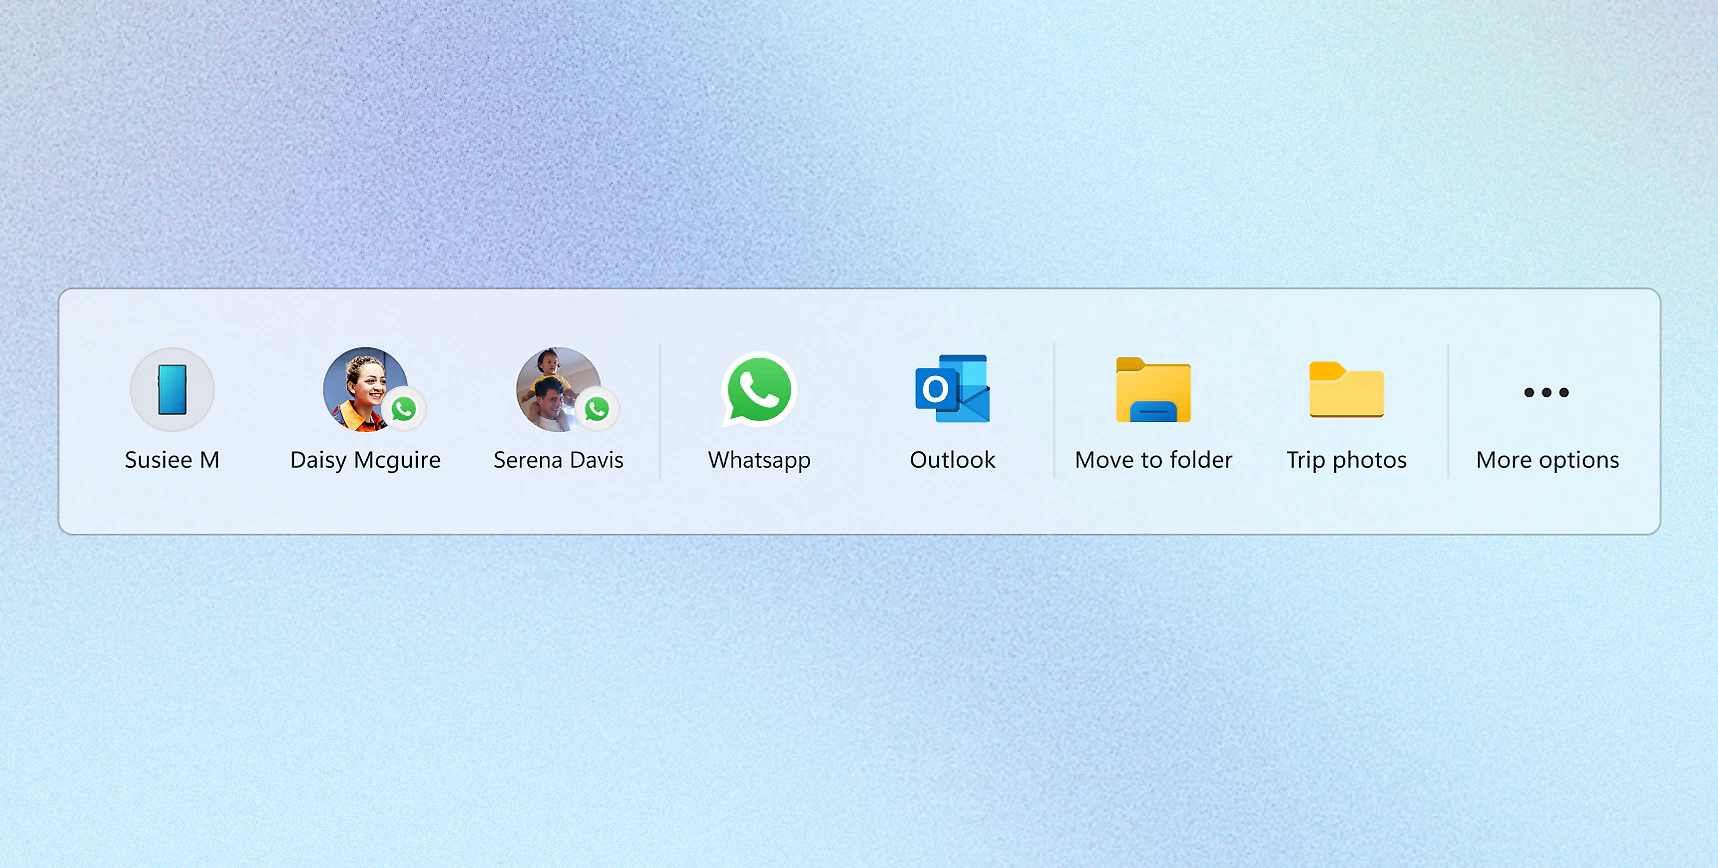 Susiee M
Daisy Mcguire
Serena Davis
Whatsapp
Outlook
Move to folder
Trip photos
More options